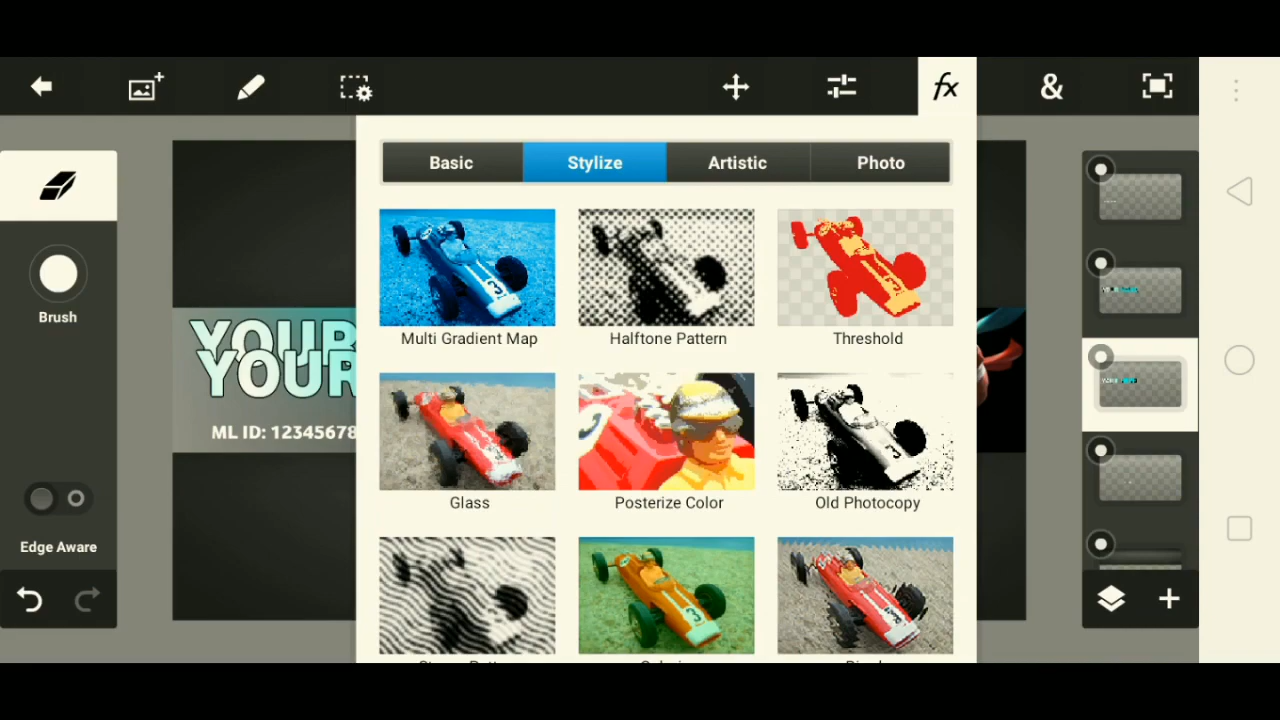 fx
&
Basic
Stylize
Artistic
Photo
Multi Gradient Map
Halftone Pattern
Threshold
Brush
YOUR
YOUR
ML ID: 12345678
Glass
Posterize Color
Old Photocopy
Edge Aware